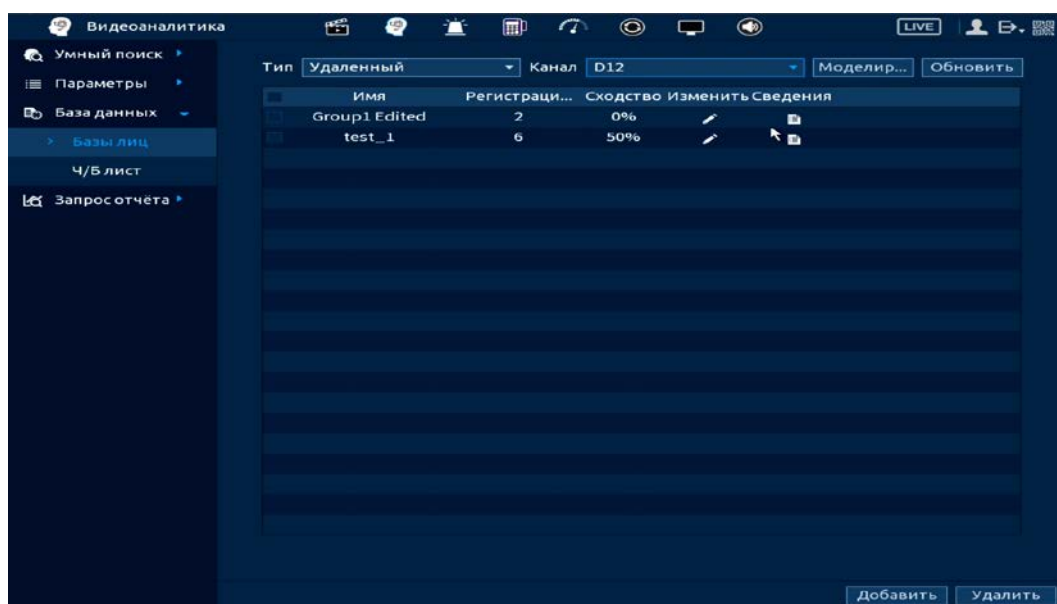 Видеоаналитика LIVE
Умный поиск
Параметры
База данных
Базы лиц
Ч/Б лист
Запрос отчёта
Тип Удаленный Канал D12 Моделир... Обновить
Имя Регистраци... Сходство Изменить Сведения
Group1 Edited 2 0%
test_1 6 50%
Добавить Удалить